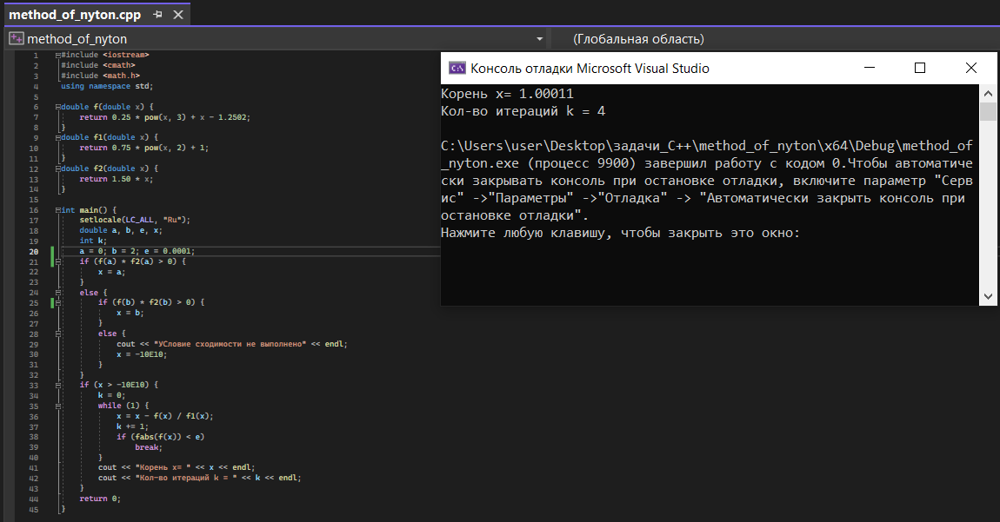 method_of_nyton.cpp
method_of_nyton
(Глобальная область)
1 #include <iostream>
2 #include <cmath>
3 #include <math.h>
4 using namespace std;
5
6 double f(double x) {
7 return 0.25 * pow(x, 3) + x - 1.2502;
8 }
9 double f1(double x) {
10 return 0.75 * pow(x, 2) + 1;
11 }
12 double f2(double x) {
13 return 1.50 * x;
14 }
15
16 int main() {
17 setlocale(LC_ALL, "Ru");
18 double a, b, e, x;
19 int k;
20 a = 0; b = 2; e = 0.0001;
21 if (f(a) * f2(a) > 0) {
22 x = a;
23 }
24 else {
25 if (f(b) * f2(b) > 0) {
26 x = b;
27 }
28 else {
29 cout << "УСловие сходимости не выполнено" << endl;
30 x = -10E10;
31 }
32 }
33 if (x > -10E10) {
34 k = 0;
35 while (1) {
36 x = x - f(x) / f1(x);
37 k += 1;
38 if (fabs(f(x)) < e)
39 break;
40 }
41 cout << "Корень x= " << x << endl;
42 cout << "Кол-во итераций k = " << k << endl;
43 }
44 return 0;
45 }
Консоль отладки Microsoft Visual Studio
Корень x= 1.00011
Кол-во итераций k = 4
C:\Users\user\Desktop\задачи_C++\method_of_nyton\x64\Debug\method_of
_nyton.exe (процесс 9900) завершил работу с кодом 0.Чтобы автоматиче
ски закрывать консоль при остановке отладки, включите параметр "Серв
ис" ->"Параметры" ->"Отладка" -> "Автоматически закрыть консоль при
остановке отладки".
Нажмите любую клавишу, чтобы закрыть это окно: